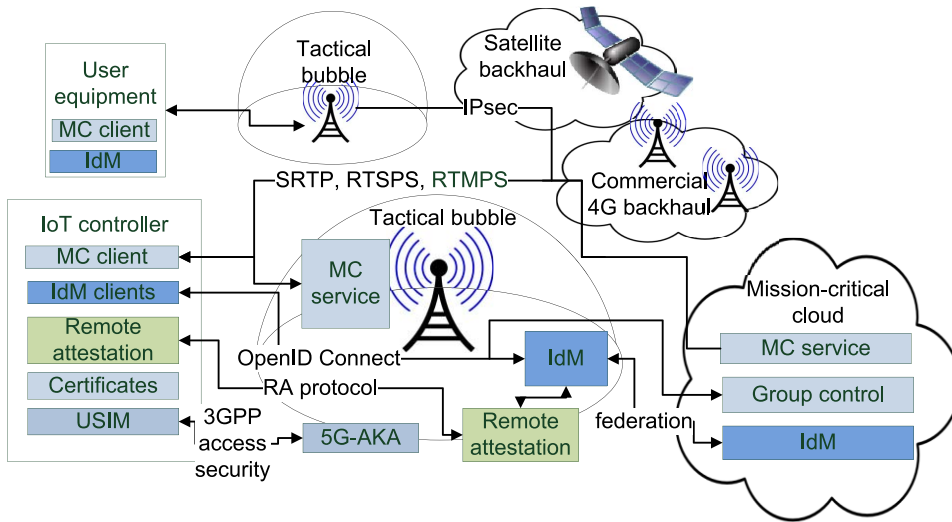 User
equipment
MC client
IdM
Tactical
bubble
Satellite
backhaul
IPsec
Commercial
4G backhaul
SRTP, RTSPS, RTMPS
IoT controller
MC client
IdM clients
Remote
attestation
Certificates
USIM
Tactical bubble
MC
service
OpenID Connect
RA protocol
3GPP
access
security
5G-AKA
IdM
Remote
attestation
federation
Mission-critical
cloud
MC service
Group control
IdM